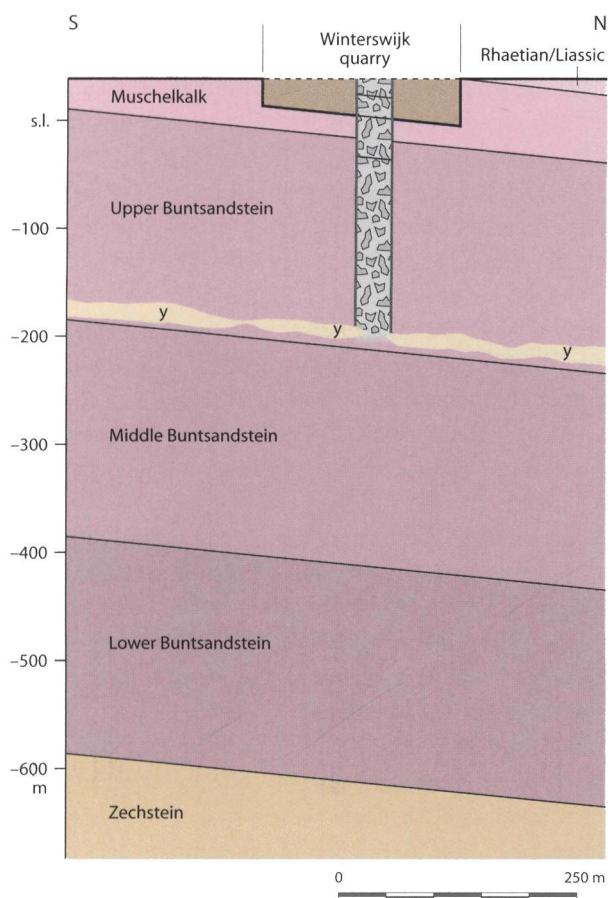 S
N
Winterswijk
quarry
Rhaetian/Liassic
Muschelkalk
s.l.
Upper Buntsandstein
–100
y
–200
y
y
Middle Buntsandstein
–300
–400
Lower Buntsandstein
–500
–600
m
Zechstein
0
250 m